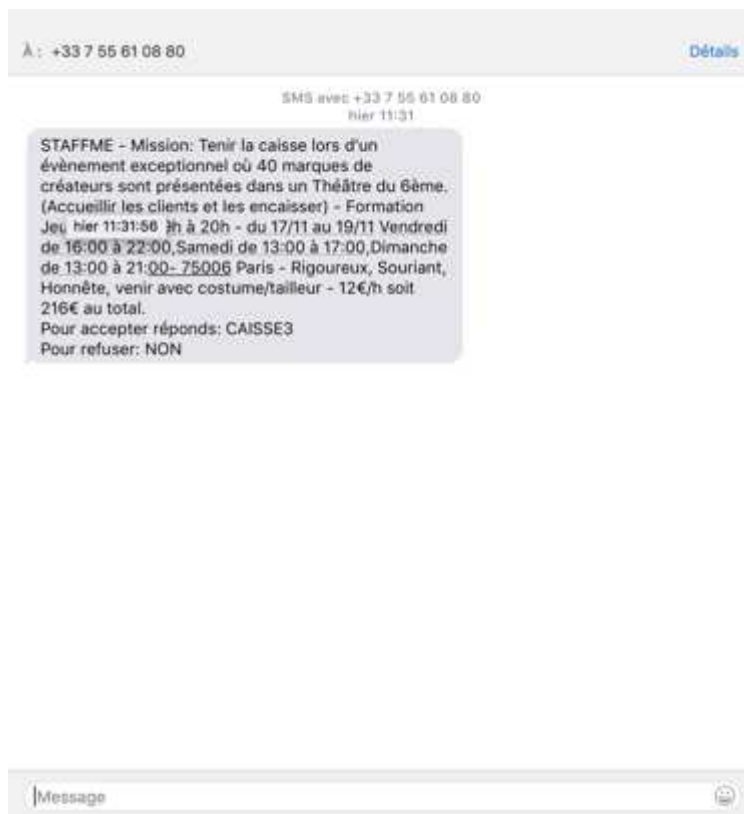 À : +33 7 55 61 08 80
Détails
SMS avec +33 7 55 61 08 80
hier 11:31
STAFFME - Mission: Tenir la caisse lors d'un
évènement exceptionnel où 40 marques de
créateurs sont présentées dans un Théâtre du 6ème.
(Accueillir les clients et les encaisser) - Formation
Jeu hier 11:31:56 h à 20h - du 17/11 au 19/11 Vendredi
de 16:00 à 22:00,Samedi de 13:00 à 17:00,Dimanche
de 13:00 à 21:00- 75006 Paris - Rigoureux, Souriant,
Honnête, venir avec costume/tailleur - 12€/h soit
216€ au total.
Pour accepter réponds: CAISSE3
Pour refuser: NON
Message